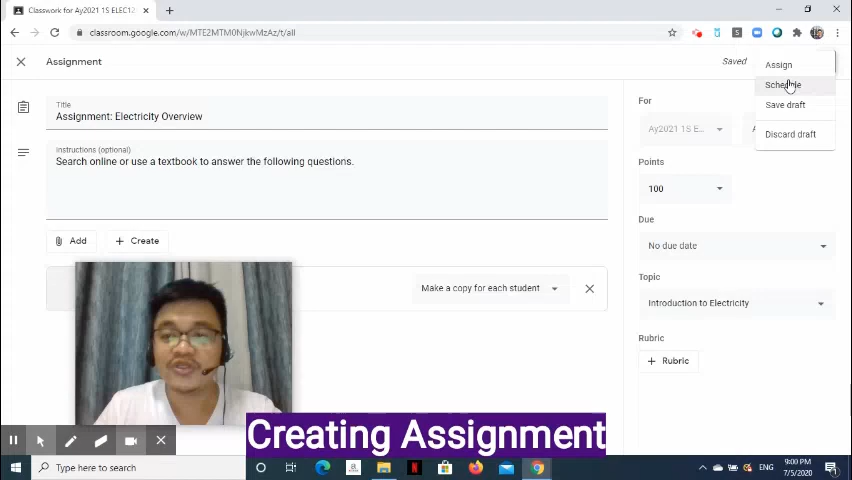 Classwork for Ay2021 1S ELEC12
classroom.google.com/w/MTE2MTM0NjkwMzAz/t/all
Assignment
Saved
Assign
Schedule
Save draft
Discard draft
Title
Assignment: Electricity Overview
Instructions (optional)
Search online or use a textbook to answer the following questions.
Add
Create
Make a copy for each student
For
Ay2021 1S E...
Points
100
Due
No due date
Topic
Introduction to Electricity
Rubric
Rubric
Creating Assignment
Type here to search
ENG
9:00 PM
7/5/2020